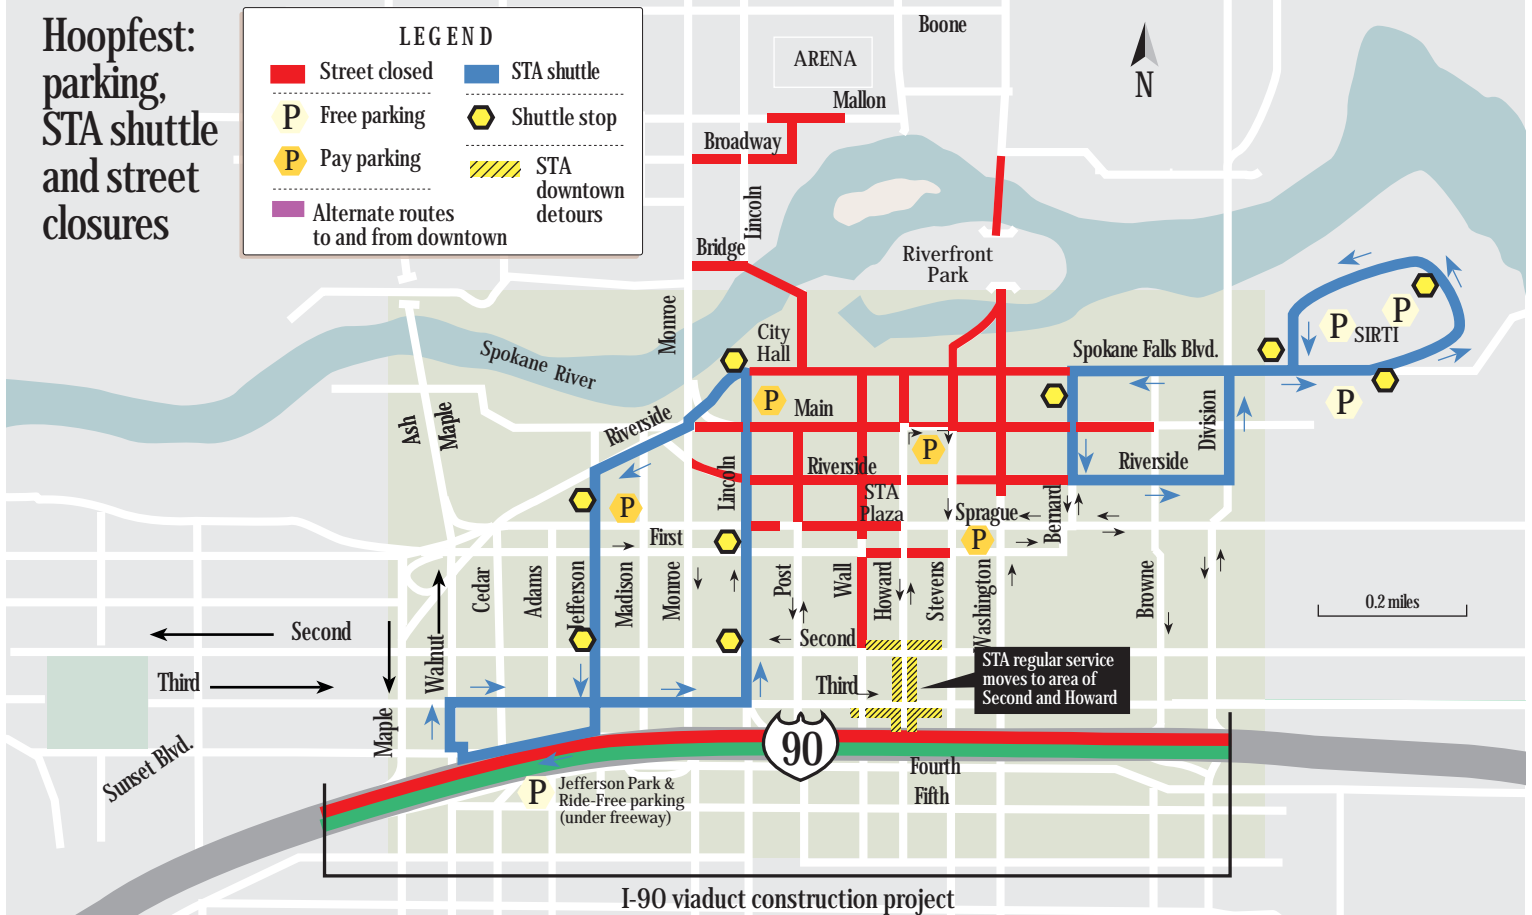 Hoopfest:
parking,
STA shuttle
and street
closures
LEGEND
Street closed
STA shuttle
P
Free parking
Shuttle stop
P
Pay parking
STA
downtown
detours
Alternate routes
to and from downtown
Boone
ARENA
N
Mallon
Broadway
Lincoln
Bridge
Riverfront
Park
Monroe
City
Hall
Spokane River
Spokane Falls Blvd.
P
P
SIRTI
P
P
Main
Ash
Maple
Riverside
Division
P
Riverside
Riverside
Lincoln
STA
Plaza
P
Sprague
Bernard
First
P
Cedar
Adams
Jefferson
Madison
Monroe
Post
Wall
Howard
Stevens
Washington
Browne
0.2 miles
Second
Second
Walnut
STA regular service
moves to area of
Second and Howard
Third
Third
Maple
Sunset Blvd.
90
Fourth
Fifth
P
Jefferson Park &
Ride-Free parking
(under freeway)
I-90 viaduct construction project